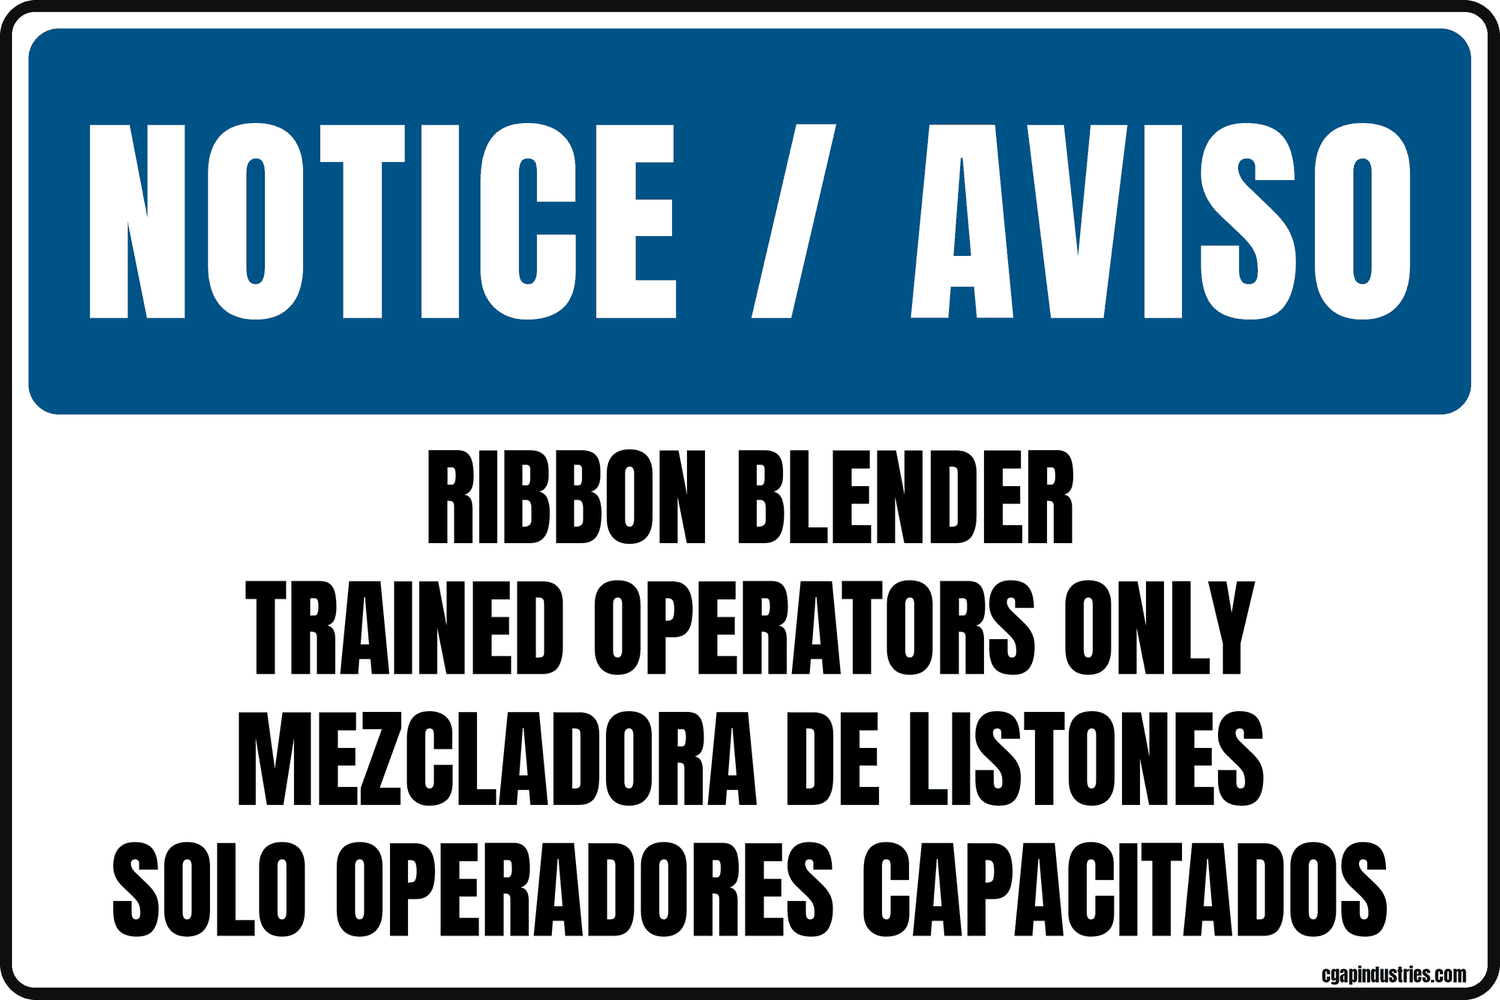 NOTICE / AVISO
RIBBON BLENDER
TRAINED OPERATORS ONLY
MEZCLADORA DE LISTONES
SOLO OPERADORES CAPACITADOS
cgapindustries.com